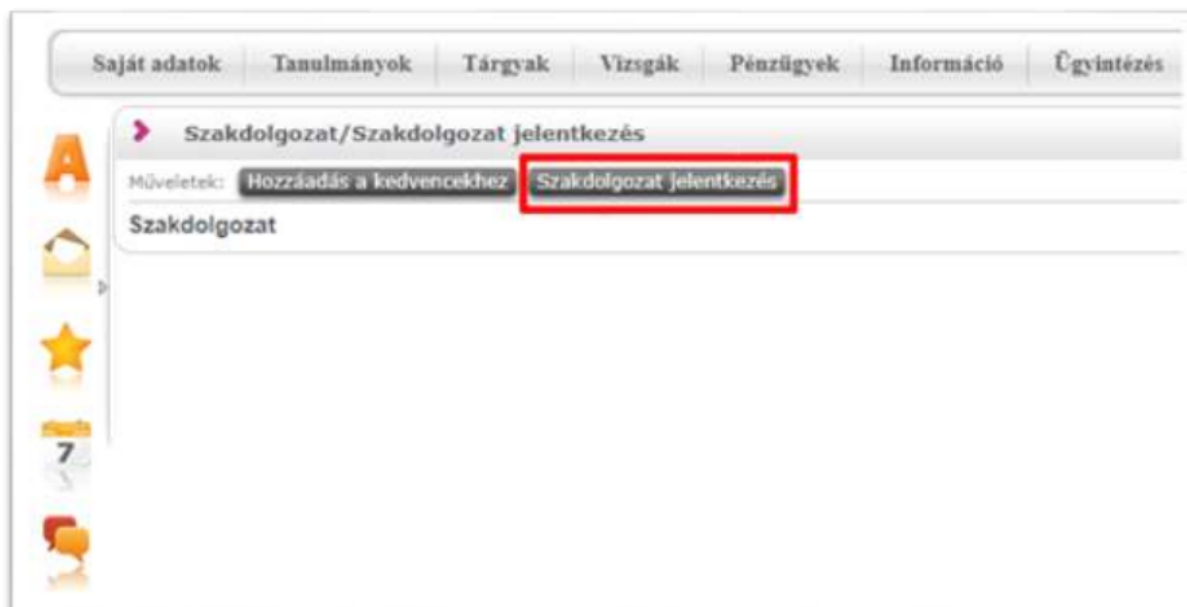 Saját adatok Tanulmányok Tárgyak Vizsgák Pénzügyek Információ Ügyintézés
A
Szakdolgozat/Szakdolgozat jelentkezés
Műveletek: Hozzáadás a kedvencekhez Szakdolgozat jelentkezés
Szakdolgozat
7